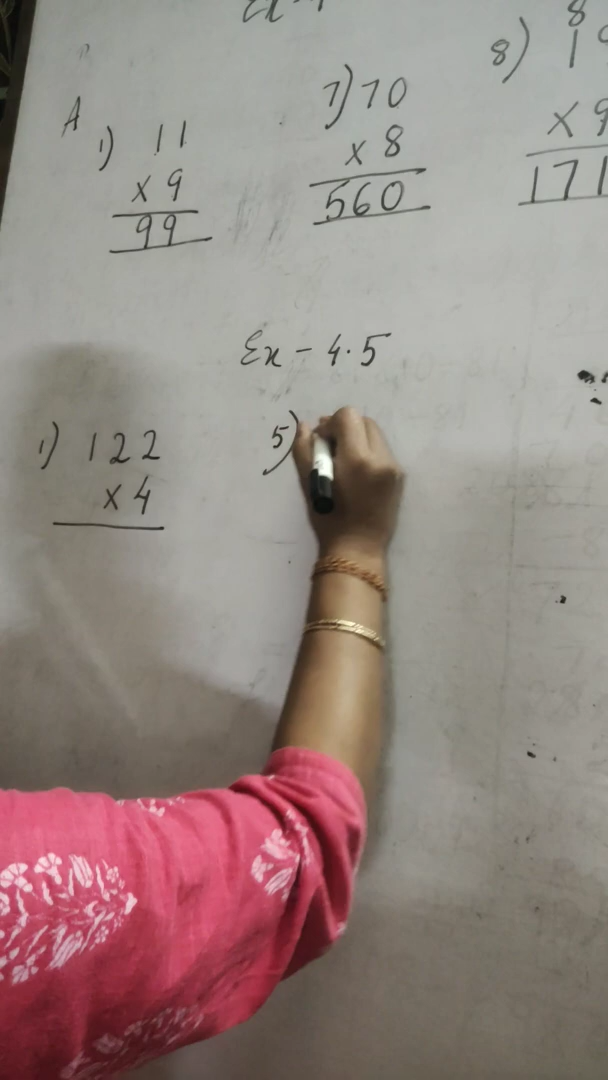 A
1) 11
x 9
99
7) 70
x 8
560
8)
x 9
171
Ex - 4.5
1) 122
x 4
5)